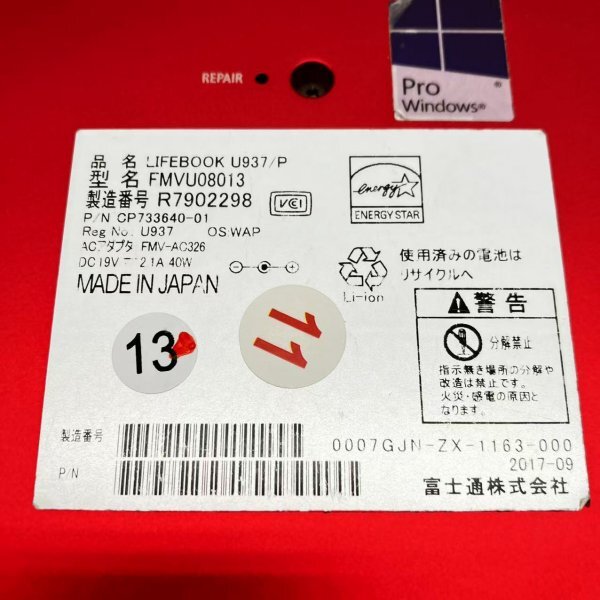 REPAIR
Pro
Windows®
品 名 LIFEBOOK U937/P
型 名 FMVU08013
製造番号 R7902298
VCCI
P/N CP733640-01
Reg No. U937 OS:WAP
ACアダプタ FMV-AC326
DC19V 2.1A 40W
MADE IN JAPAN
energy
ENERGY STAR
Li-ion
使用済みの電池は
リサイクルへ
警告
分解禁止
指示無き場所の分解や
改造は禁止です。
火災・感電の原因と
なります。
13
11
製造番号
0007GJN-ZX-1163-000
2017-09
P/N
富士通株式会社